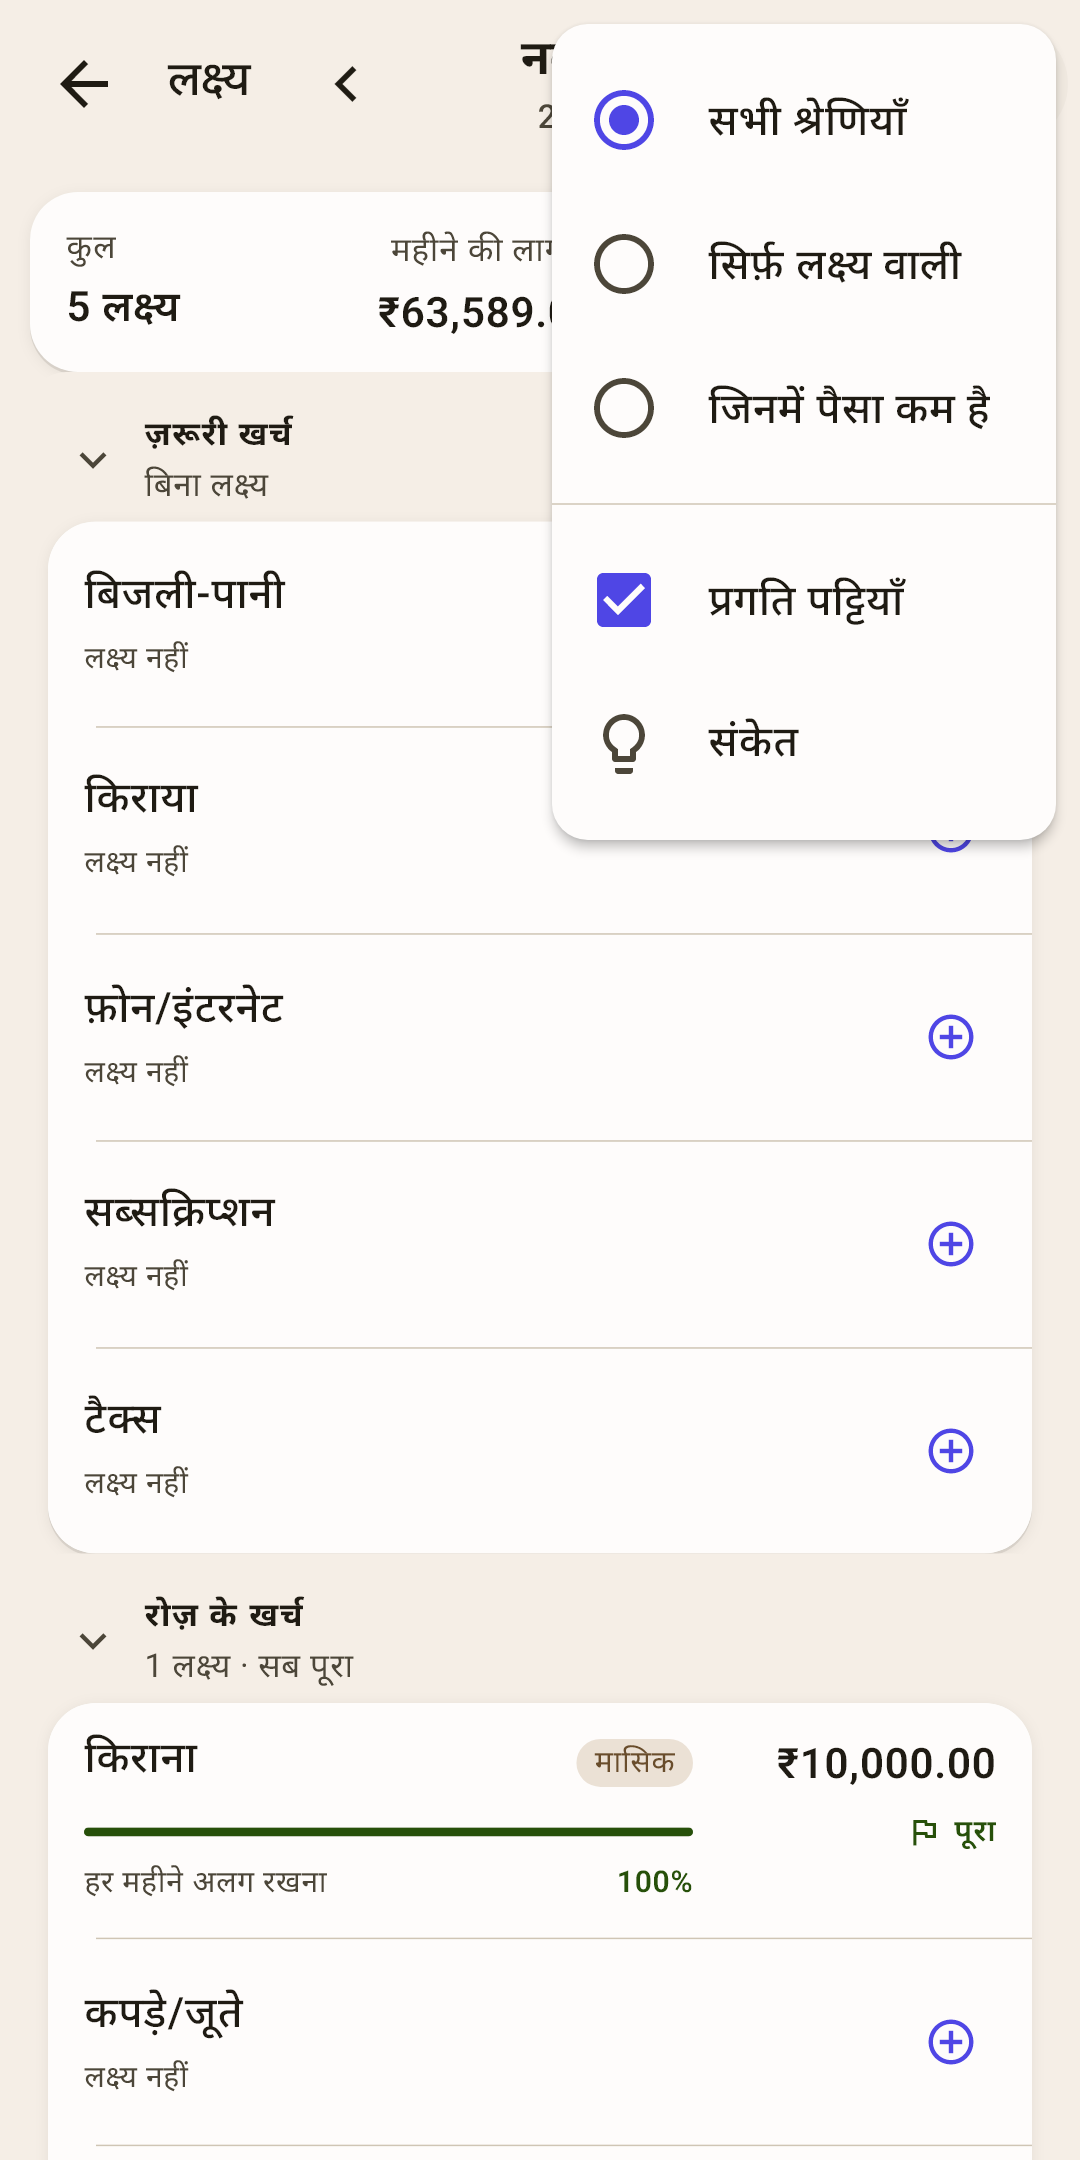 लक्ष्य
सभी श्रेणियाँ
सिर्फ़ लक्ष्य वाली
जिनमें पैसा कम है
प्रगति पट्टियाँ
संकेत
कुल
महीने की
5 लक्ष्य
₹63,589.
ज़रूरी खर्च
बिना लक्ष्य
बिजली-पानी
लक्ष्य नहीं
किराया
लक्ष्य नहीं
फ़ोन/इंटरनेट
लक्ष्य नहीं
सब्सक्रिप्शन
लक्ष्य नहीं
टैक्स
लक्ष्य नहीं
रोज़ के खर्च
1 लक्ष्य · सब पूरा
किराना
मासिक
₹10,000.00
पूरा
हर महीने अलग रखना
100%
कपड़े/जूते
लक्ष्य नहीं